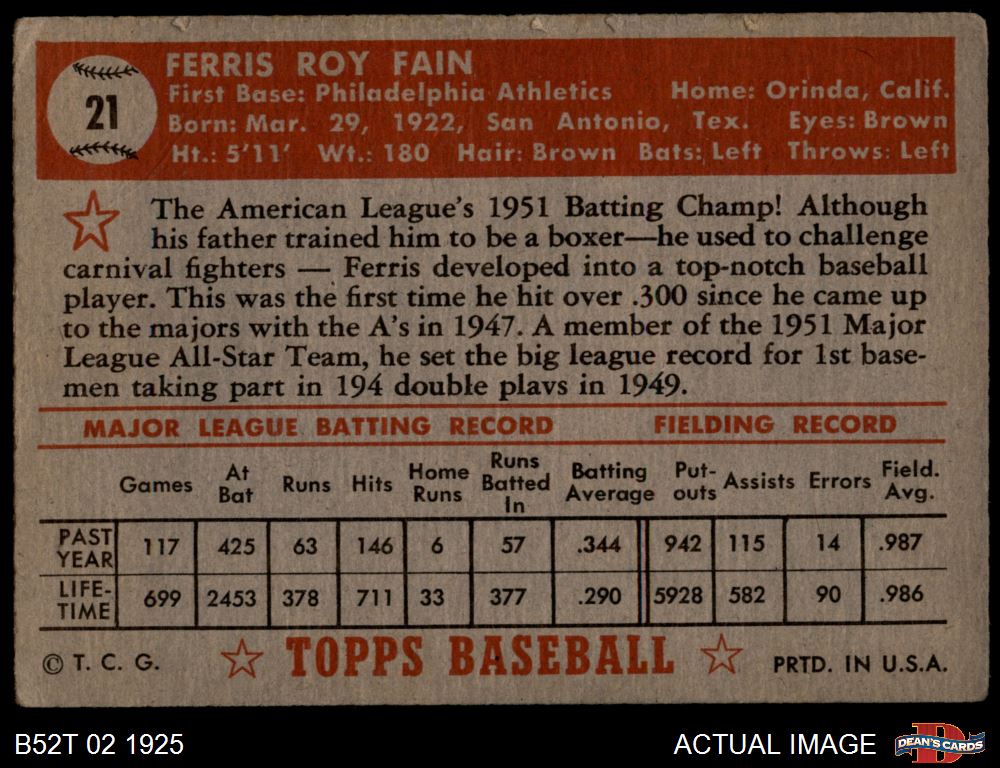 21
FERRIS ROY FAIN
First Base: Philadelphia Athletics Home: Orinda, Calif.
Born: Mar. 29, 1922, San Antonio, Tex. Eyes: Brown
Ht.: 5'11' Wt.: 180 Hair: Brown Bats: Left Throws: Left
The American League's 1951 Batting Champ! Although
his father trained him to be a boxer—he used to challenge
carnival fighters — Ferris developed into a top-notch baseball
player. This was the first time he hit over .300 since he came up
to the majors with the A's in 1947. A member of the 1951 Major
League All-Star Team, he set the big league record for 1st base-
men taking part in 194 double plays in 1949.
MAJOR LEAGUE BATTING RECORD FIELDING RECORD
Games At Bat Runs Hits Home Runs Runs Batted In Batting Average Put-outs Assists Errors Field. Avg.
PAST YEAR 117 425 63 146 6 57 .344 942 115 14 .987
LIFE-TIME 699 2453 378 711 33 377 .290 5928 582 90 .986
© T. C. G. TOPPS BASEBALL PRTD. IN U.S.A.
B52T 02 1925 ACTUAL IMAGE DEAN'S CARDS